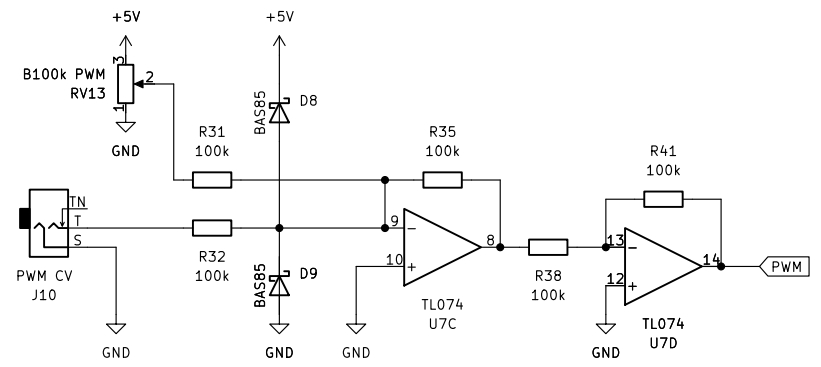 +5V
+5V
3
B100k PWM
RV13
2
1
GND
BAS85
D8
R31
100k
R35
100k
R41
100k
TN
T
S
PWM CV
J10
R32
100k
9
-
10
+
8
TL074
U7C
BAS85
D9
R38
100k
13
-
12
+
14
TL074
U7D
PWM
GND
GND
GND
GND